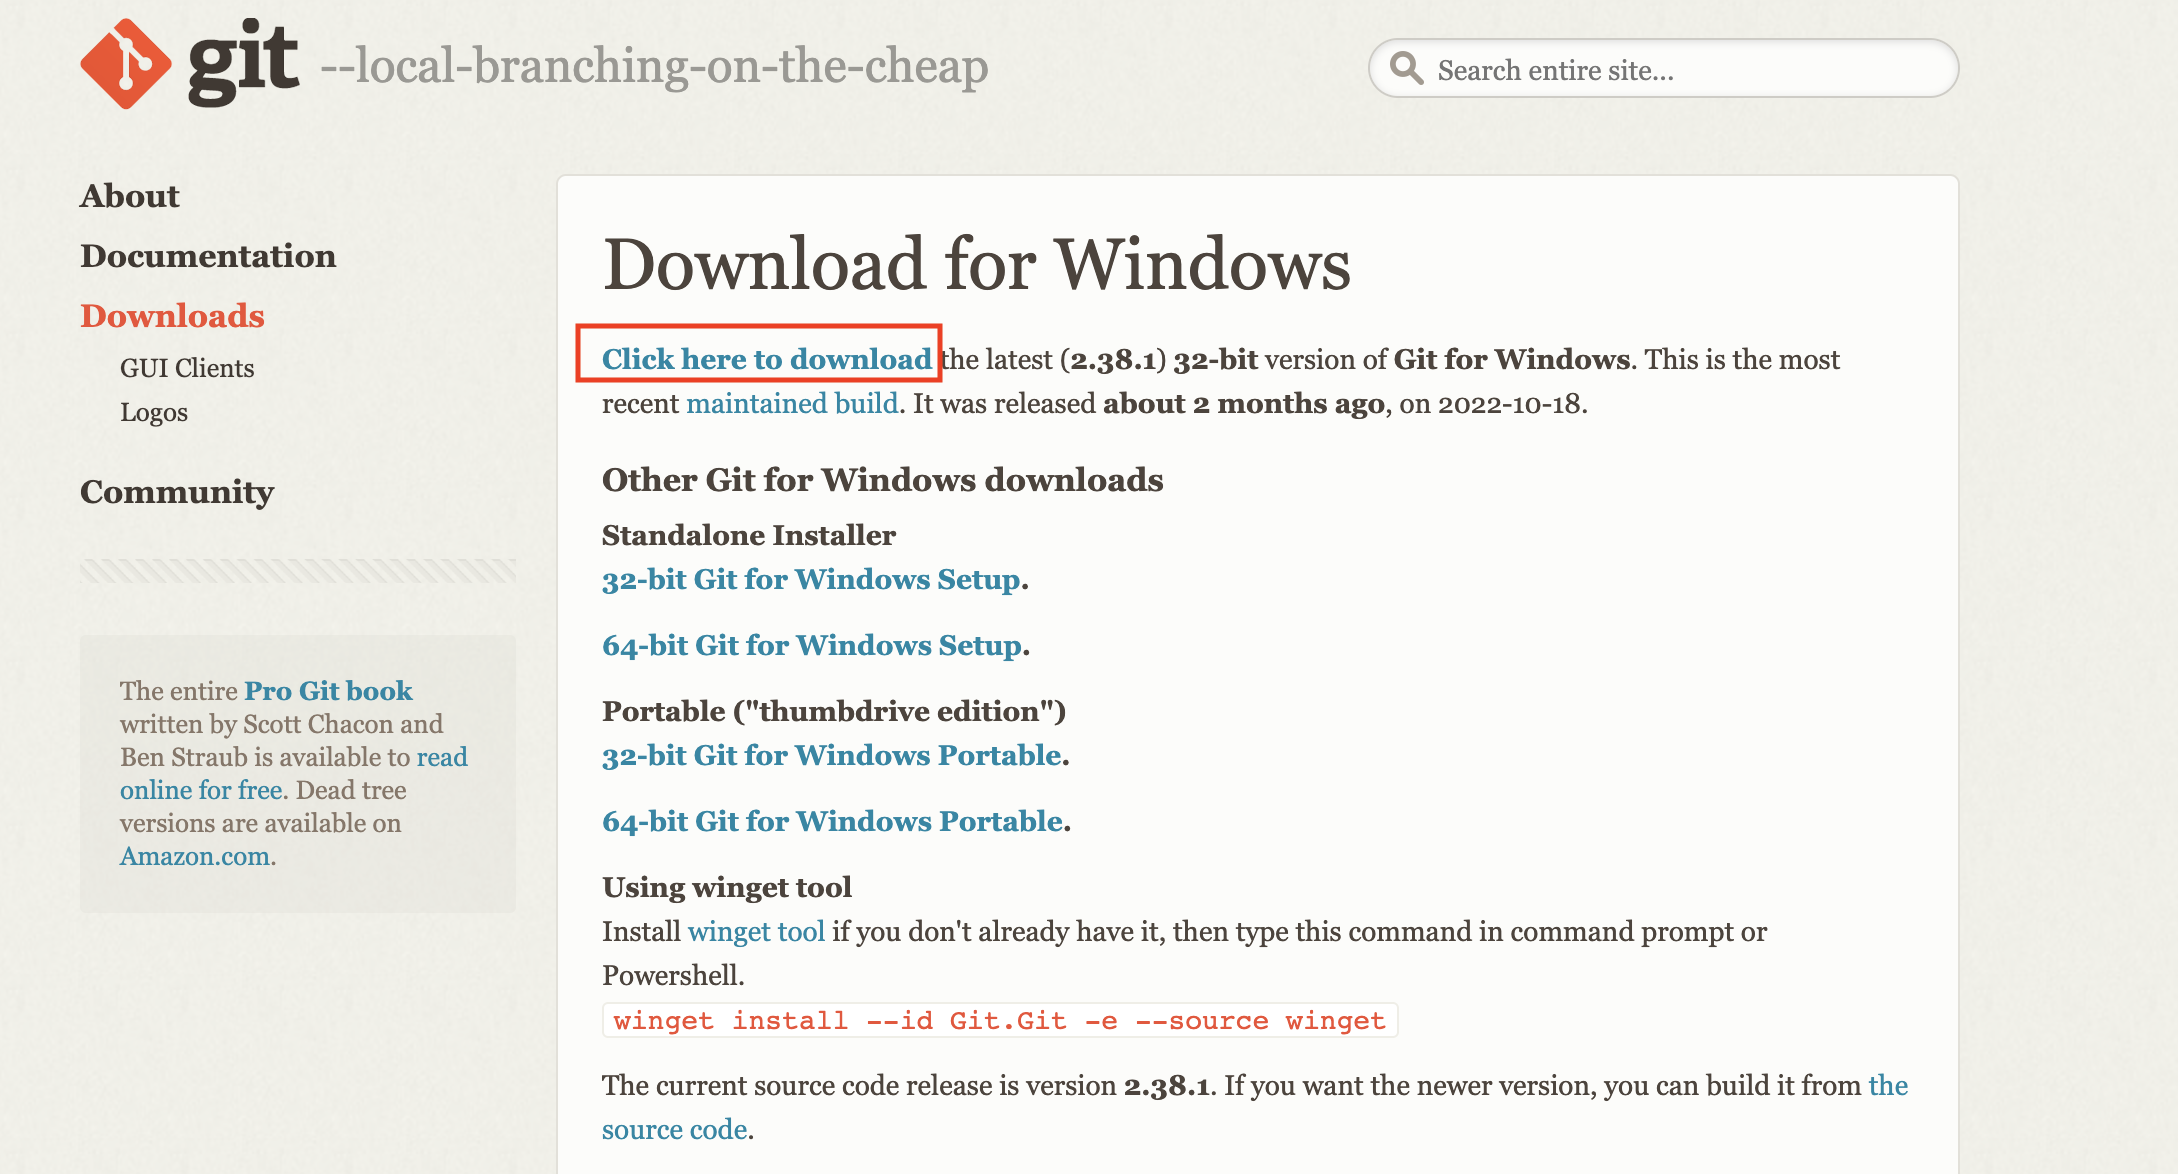 git --local-branching-on-the-cheap
Search entire site...
About
Documentation
Downloads
GUI Clients
Logos
Community
The entire Pro Git book
written by Scott Chacon and
Ben Straub is available to read
online for free. Dead tree
versions are available on
Amazon.com.
Download for Windows
Click here to download the latest (2.38.1) 32-bit version of Git for Windows. This is the most
recent maintained build. It was released about 2 months ago, on 2022-10-18.
Other Git for Windows downloads
Standalone Installer
32-bit Git for Windows Setup.
64-bit Git for Windows Setup.
Portable ("thumbdrive edition")
32-bit Git for Windows Portable.
64-bit Git for Windows Portable.
Using winget tool
Install winget tool if you don't already have it, then type this command in command prompt or
Powershell.
winget install --id Git.Git -e --source winget
The current source code release is version 2.38.1. If you want the newer version, you can build it from the
source code.